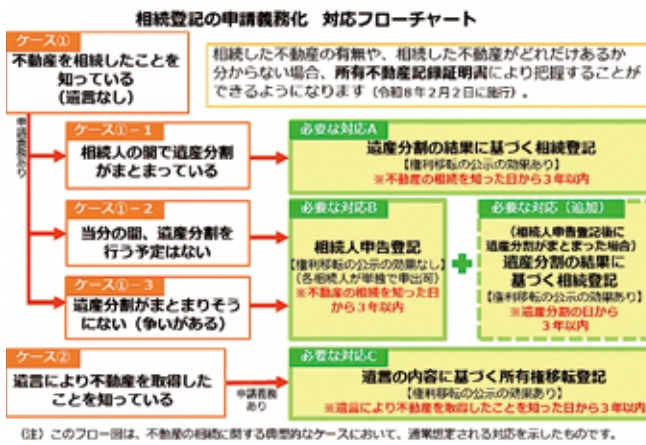 相続登記の申請義務化 対応フローチャート
ケース①
不動産を相続したことを
知っている
(遺言なし)
相続した不動産の有無や、相続した不動産がどれだけあるか
分からない場合、所有不動産記録証明書により把握することが
できるようになります(令和8年2月2日に施行)。
申請義務あり
ケース①-1
相続人の間で遺産分割
がまとまっている
必要な対応A
遺産分割の結果に基づく相続登記
【権利移転の公示の効果あり】
※不動産の相続を知った日から3年以内
ケース①-2
当分の間、遺産分割を
行う予定はない
ケース①-3
遺産分割がまとまりそう
にない(争いがある)
必要な対応B
相続人申告登記
【権利移転の公示の効果なし】
(各相続人が単独で申出可)
※不動産の相続を知った日
から3年以内
必要な対応(追加)
(相続人申告登記後に
遺産分割がまとまった場合)
遺産分割の結果に
基づく相続登記
【権利移転の公示の効果あり】
※遺産分割の日から
3年以内
ケース②
遺言により不動産を取得した
ことを知っている
申請義務
あり
必要な対応C
遺言の内容に基づく所有権移転登記
【権利移転の公示の効果あり】
※遺言により不動産を取得したことを知った日から3年以内
(注)このフロー図は、不動産の相続に関する典型的なケースにおいて、通常想定される対応を示したものです。